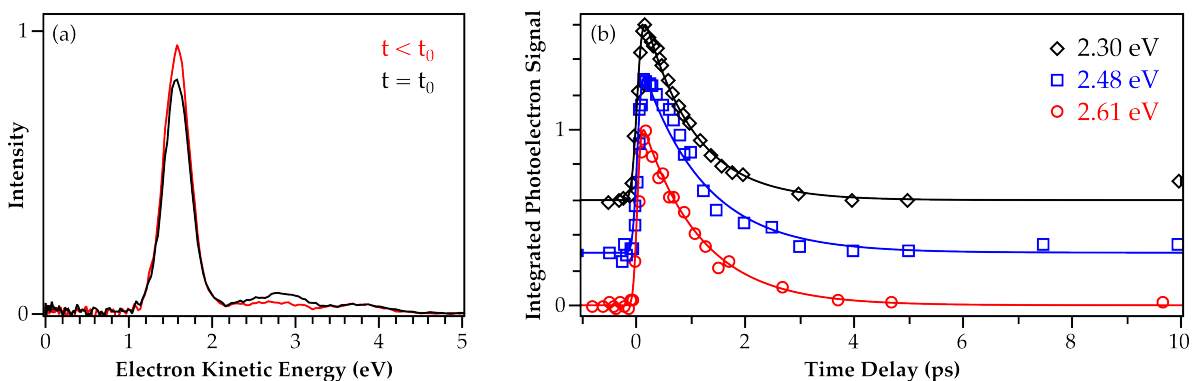 (a)
t < t₀
t = t₀
1
0
Intensity
0 1 2 3 4 5
Electron Kinetic Energy (eV)
(b)
2.30 eV
2.48 eV
2.61 eV
1
0
Integrated Photoelectron Signal
0 2 4 6 8 10
Time Delay (ps)